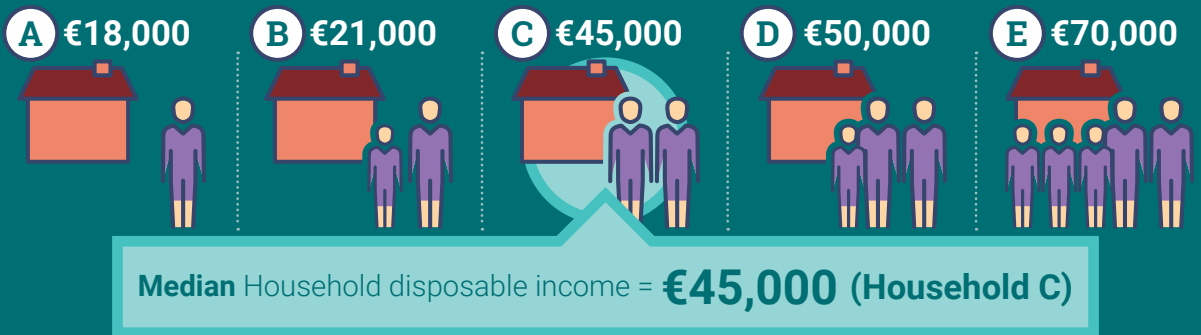 A €18,000 B €21,000 C €45,000 D €50,000 E €70,000
Median Household disposable income = €45,000 (Household C)